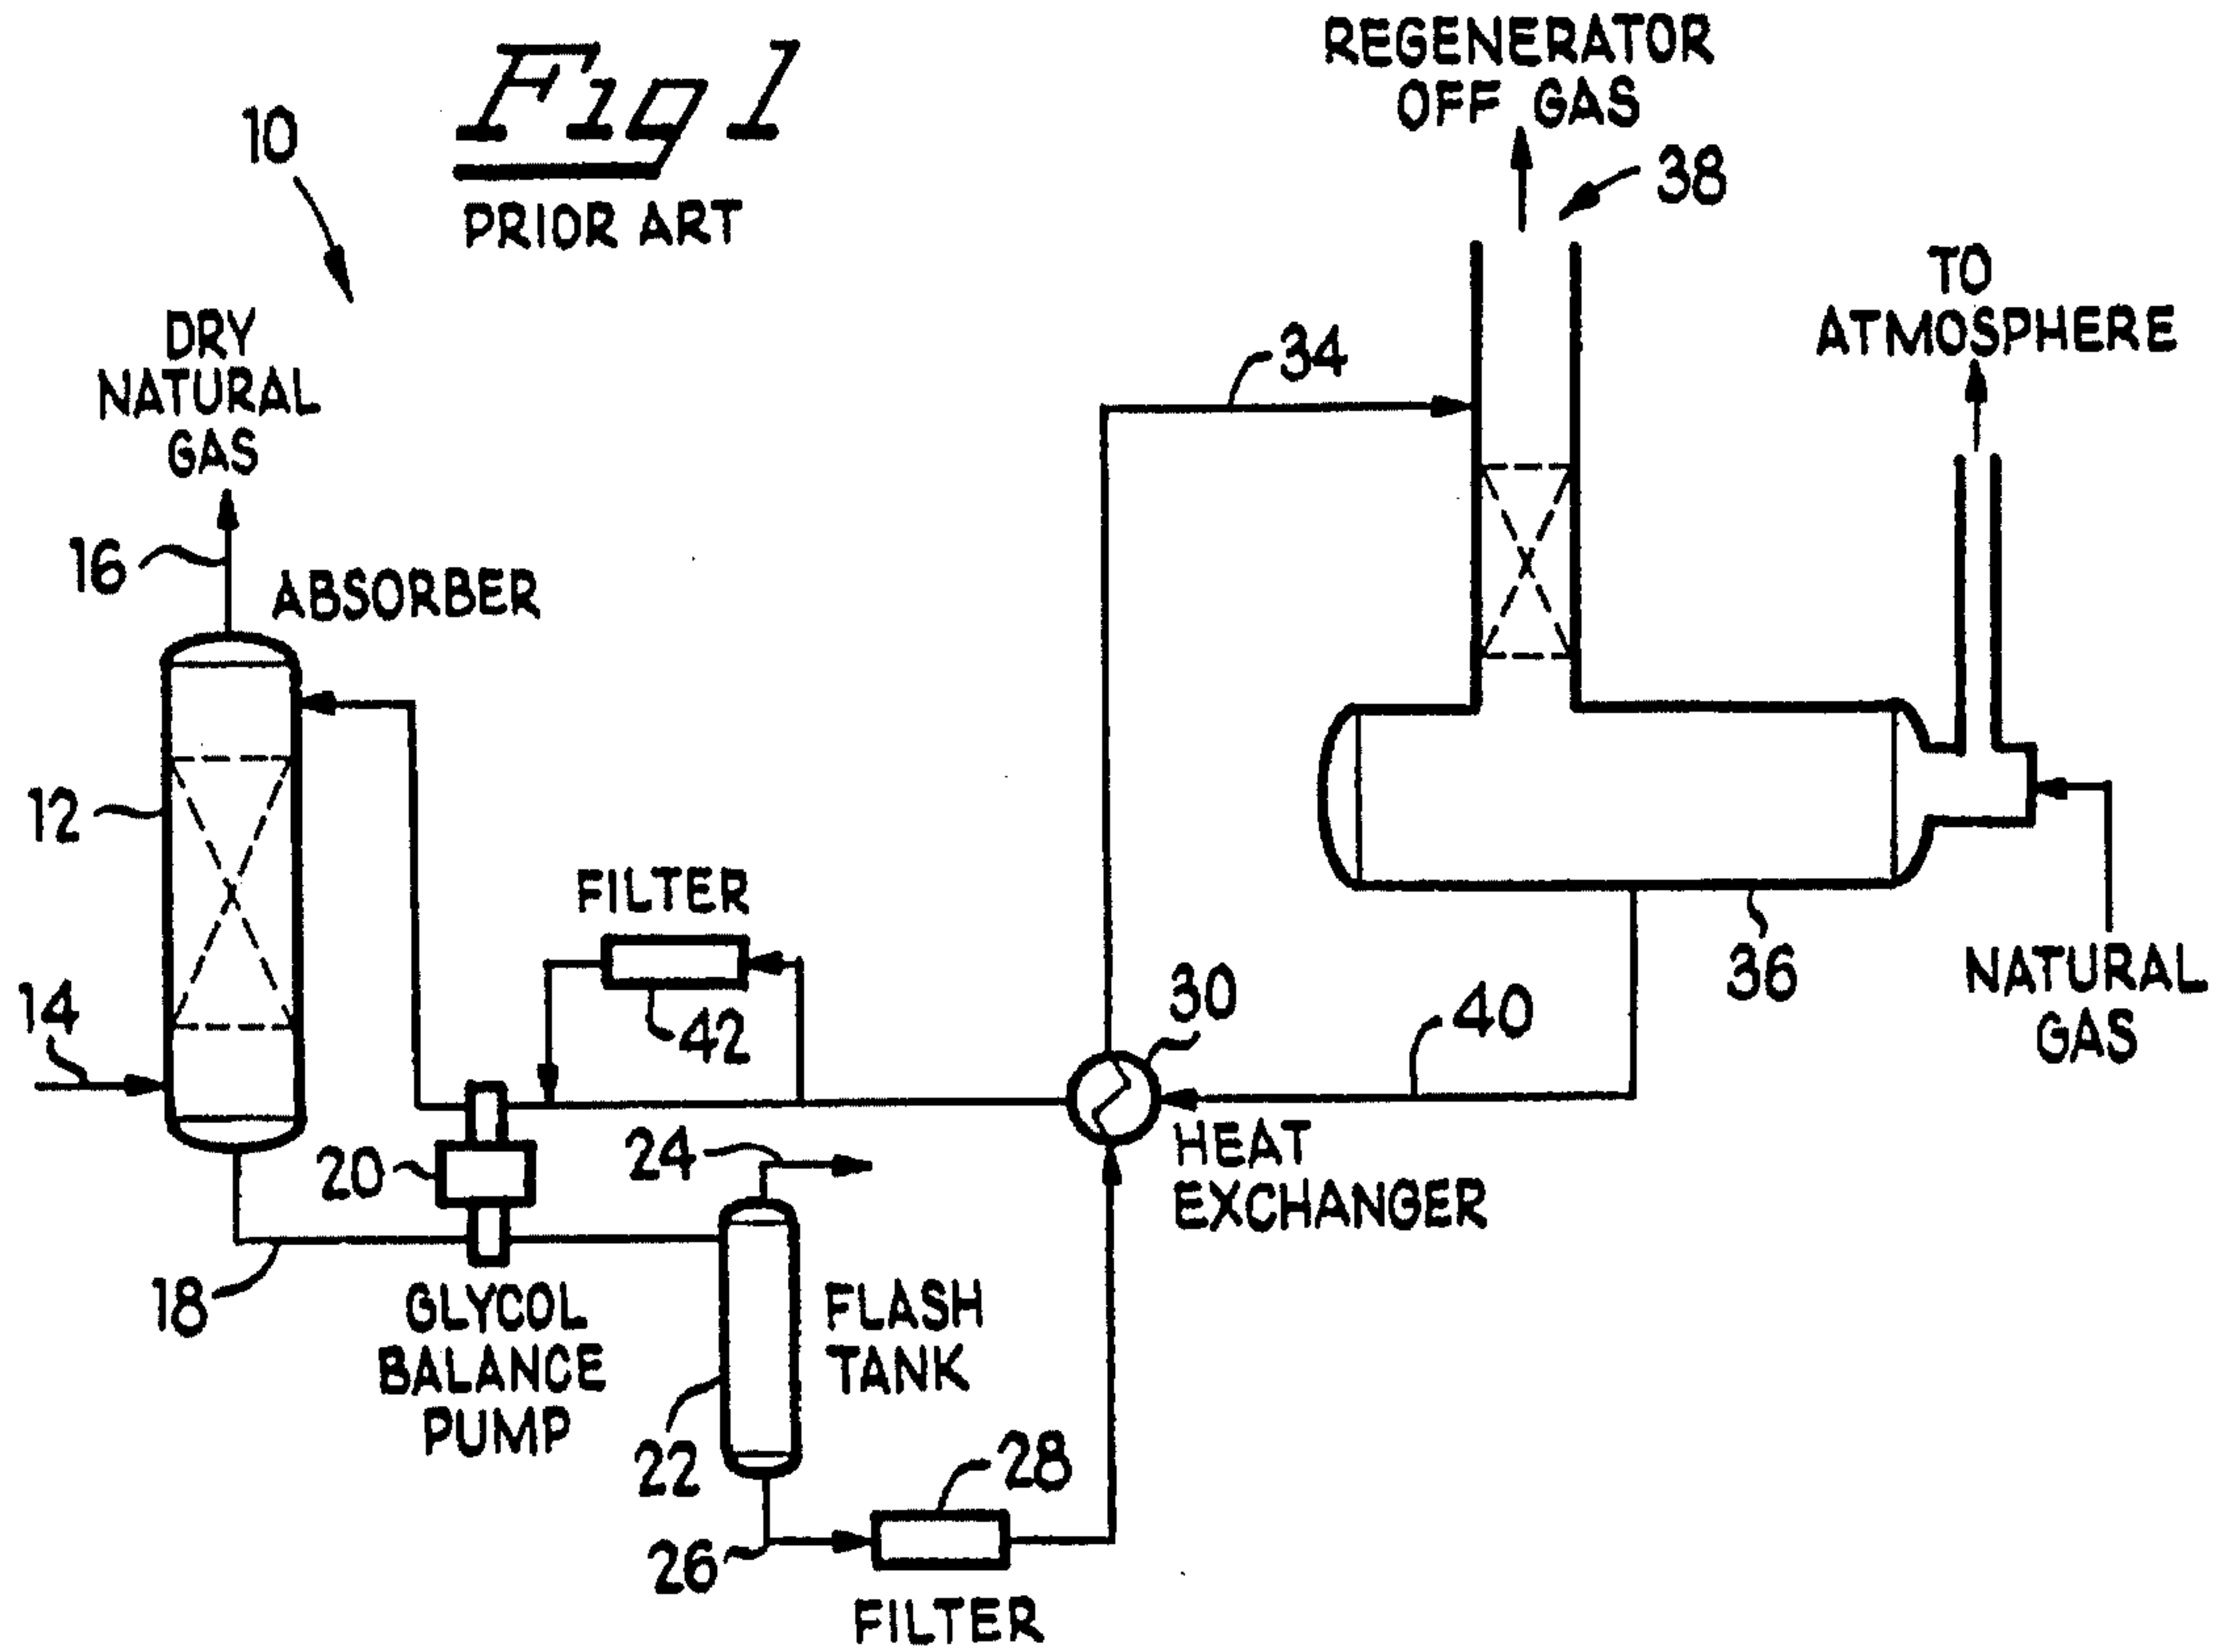 Fig 1
PRIOR ART
10
REGENERATOR
OFF GAS
38
TO
ATMOSPHERE
34
DRY
NATURAL
GAS
16
ABSORBER
12
14
FILTER
42
30
40
36
NATURAL
GAS
HEAT
EXCHANGER
20
24
18
GLYCOL
BALANCE
PUMP
FLASH
TANK
22
28
26
FILTER